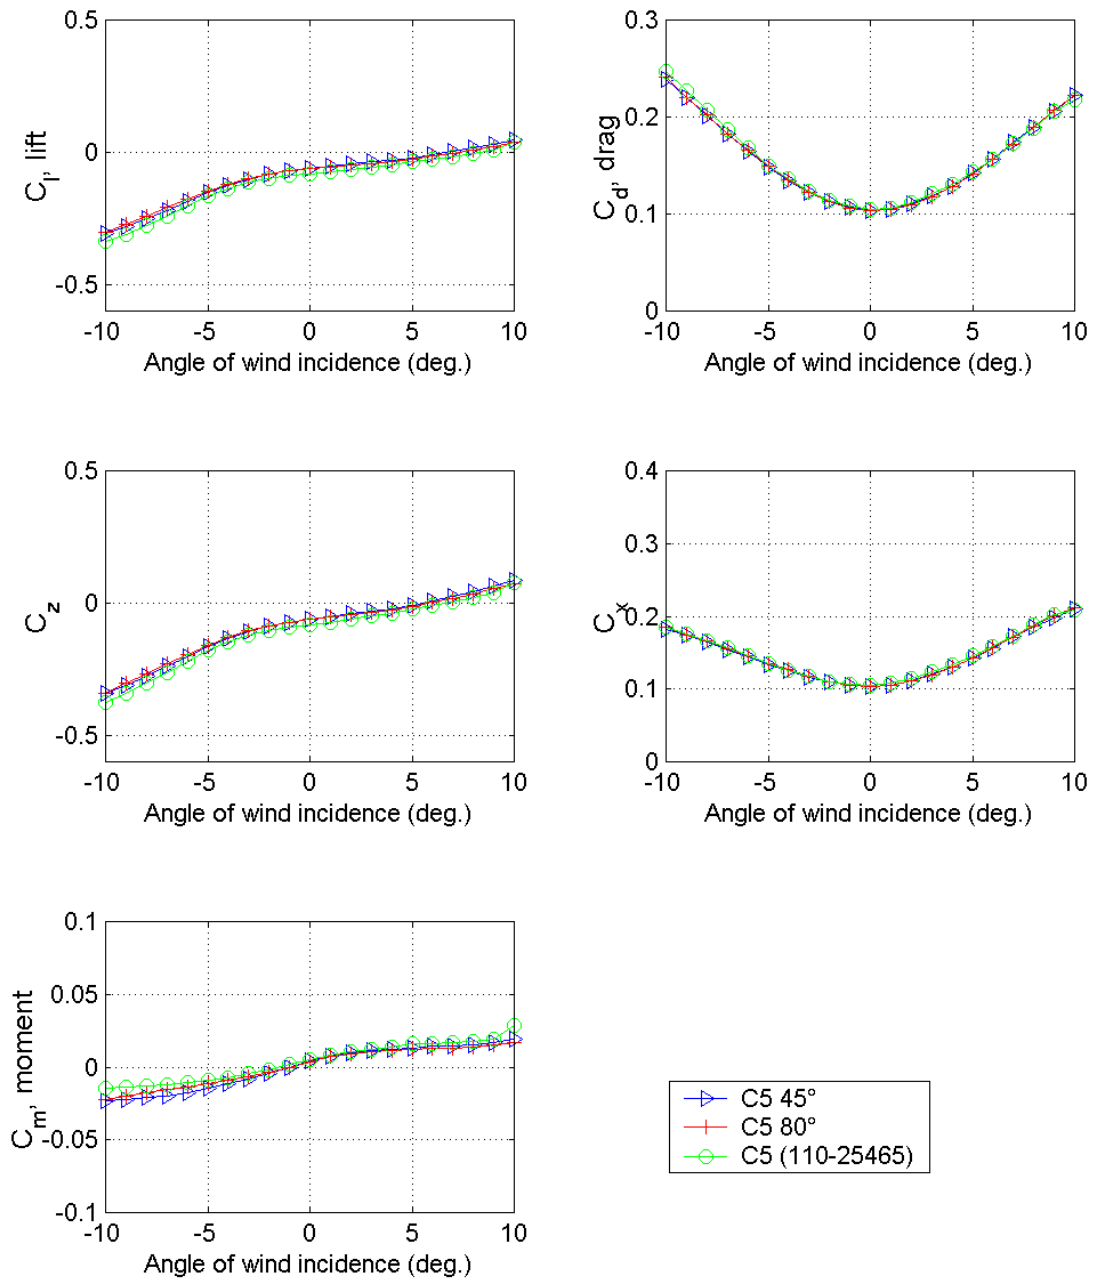 0.5
0
-0.5
-10 -5 0 5 10
C_l, lift
Angle of wind incidence (deg.)
0.3
0.2
0.1
0
-10 -5 0 5 10
C_d, drag
Angle of wind incidence (deg.)
0.5
0
-0.5
-10 -5 0 5 10
C_z
Angle of wind incidence (deg.)
0.4
0.3
0.2
0.1
0
-10 -5 0 5 10
C_x
Angle of wind incidence (deg.)
0.1
0.05
0
-0.05
-0.1
-10 -5 0 5 10
C_m, moment
Angle of wind incidence (deg.)
C5 45°
C5 80°
C5 (110-25465)